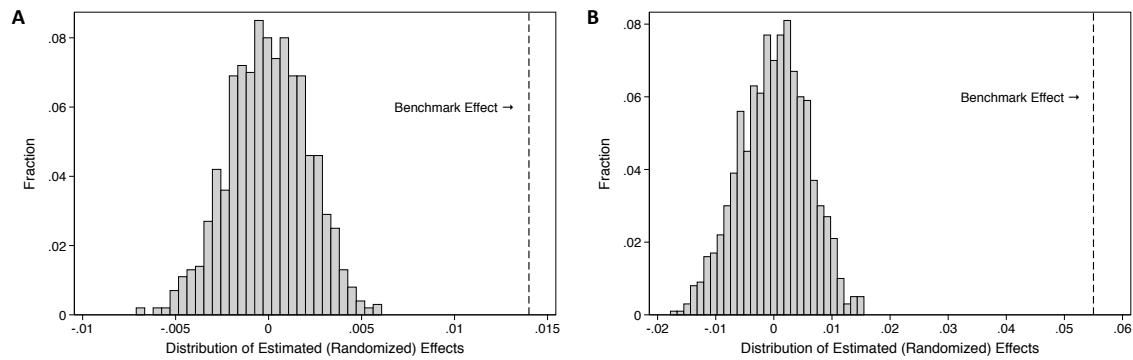 A
.08
.06
.04
.02
0
Fraction
Benchmark Effect →
-.01 -.005 0 .005 .01 .015
Distribution of Estimated (Randomized) Effects
B
.08
.06
.04
.02
0
Fraction
Benchmark Effect →
-.02 -.01 0 .01 .02 .03 .04 .05 .06
Distribution of Estimated (Randomized) Effects